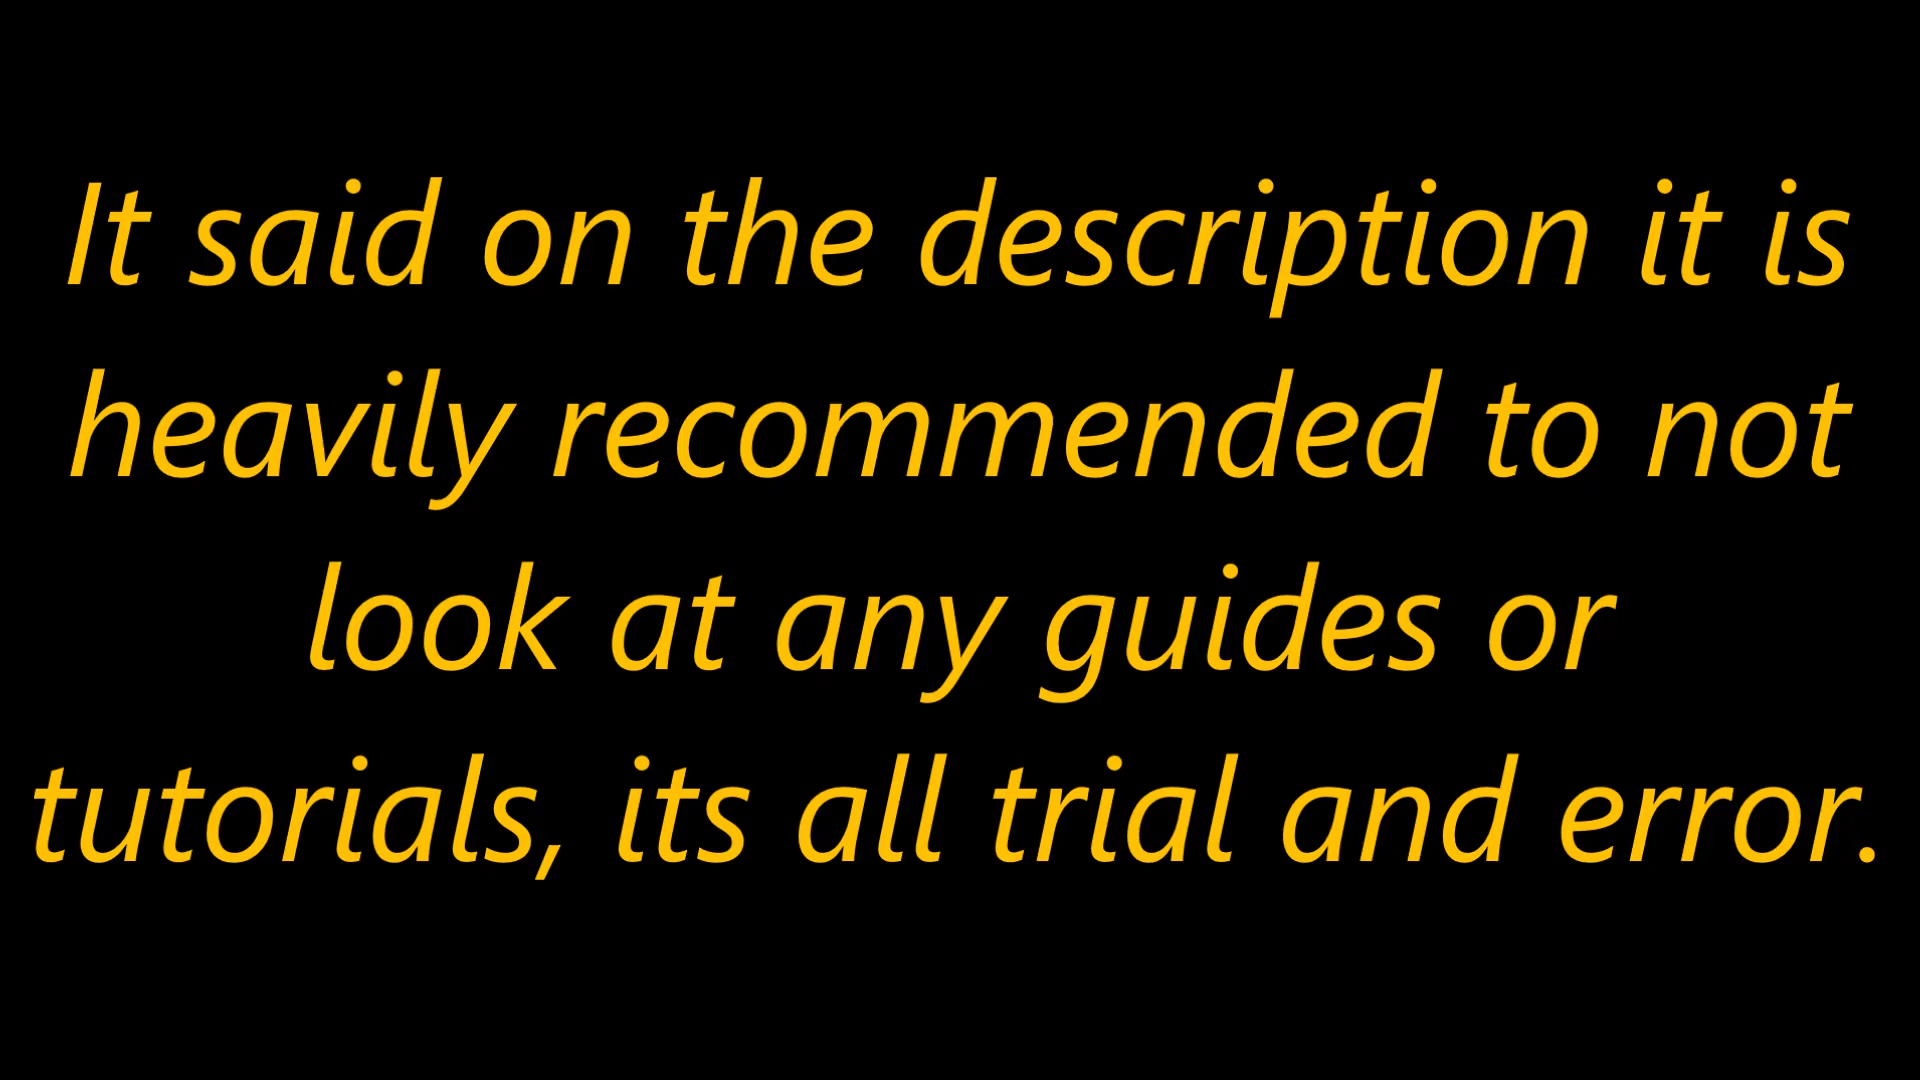 It said on the description it is
heavily recommended to not
look at any guides or
tutorials, its all trial and error.